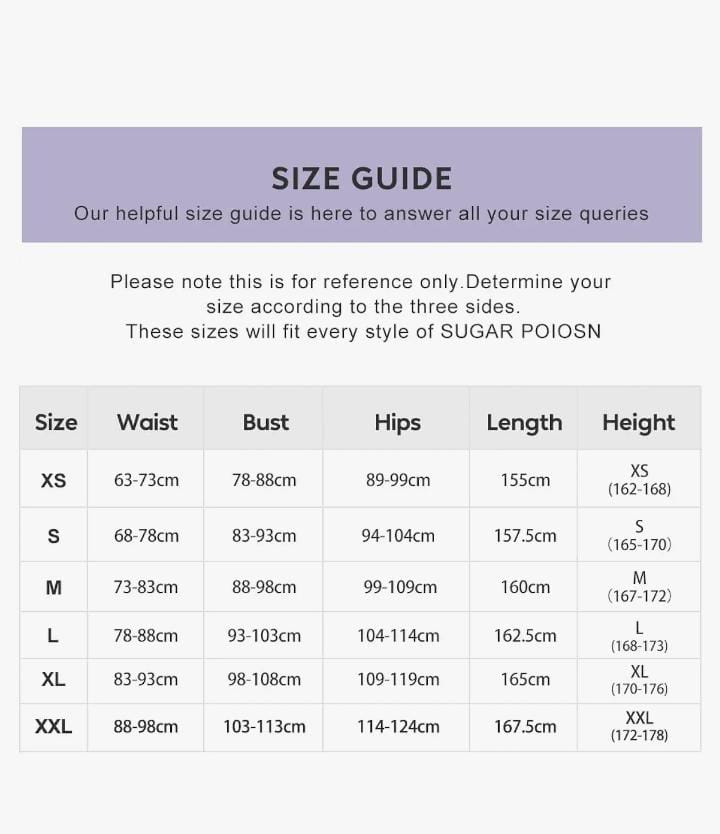 SIZE GUIDE
Our helpful size guide is here to answer all your size queries
Please note this is for reference only.Determine your
size according to the three sides.
These sizes will fit every style of SUGAR POIOSN
Size Waist Bust Hips Length Height
XS 63-73cm 78-88cm 89-99cm 155cm XS (162-168)
S 68-78cm 83-93cm 94-104cm 157.5cm S (165-170)
M 73-83cm 88-98cm 99-109cm 160cm M (167-172)
L 78-88cm 93-103cm 104-114cm 162.5cm L (168-173)
XL 83-93cm 98-108cm 109-119cm 165cm XL (170-176)
XXL 88-98cm 103-113cm 114-124cm 167.5cm XXL (172-178)